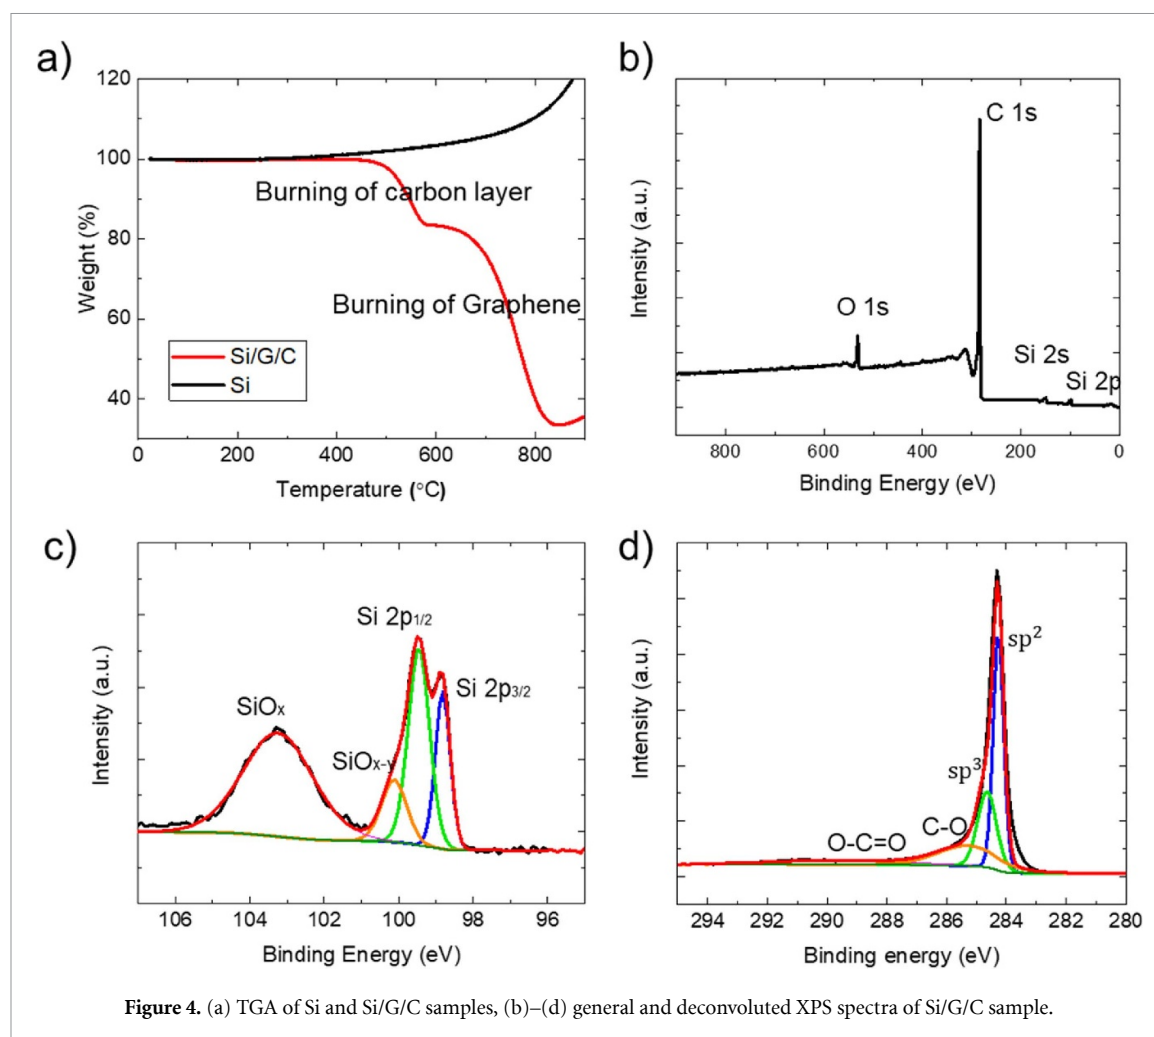 a)
120
100
80
60
40
Weight (%)
Burning of carbon layer
Burning of Graphene
Si/G/C
Si
0 200 400 600 800
Temperature (°C)
b)
Intensity (a.u.)
C 1s
O 1s
Si 2s
Si 2p
800 600 400 200 0
Binding Energy (eV)
c)
Intensity (a.u.)
Si 2p1/2
Si 2p3/2
SiOx
SiOx-y
106 104 102 100 98 96
Binding Energy (eV)
d)
Intensity (a.u.)
sp²
sp³
C-O
O-C=O
294 292 290 288 286 284 282 280
Binding energy (eV)
Figure 4. (a) TGA of Si and Si/G/C samples, (b)–(d) general and deconvoluted XPS spectra of Si/G/C sample.